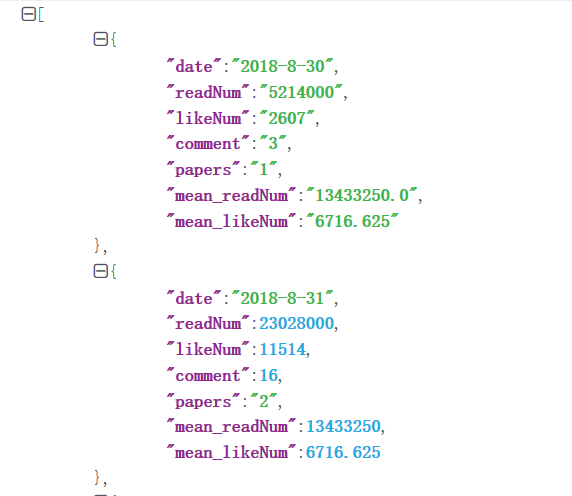 [
{
"date":"2018-8-30",
"readNum":"5214000",
"likeNum":"2607",
"comment":"3",
"papers":"1",
"mean_readNum":"13433250.0",
"mean_likeNum":"6716.625"
},
{
"date":"2018-8-31",
"readNum":23028000,
"likeNum":11514,
"comment":16,
"papers":"2",
"mean_readNum":13433250,
"mean_likeNum":6716.625
},